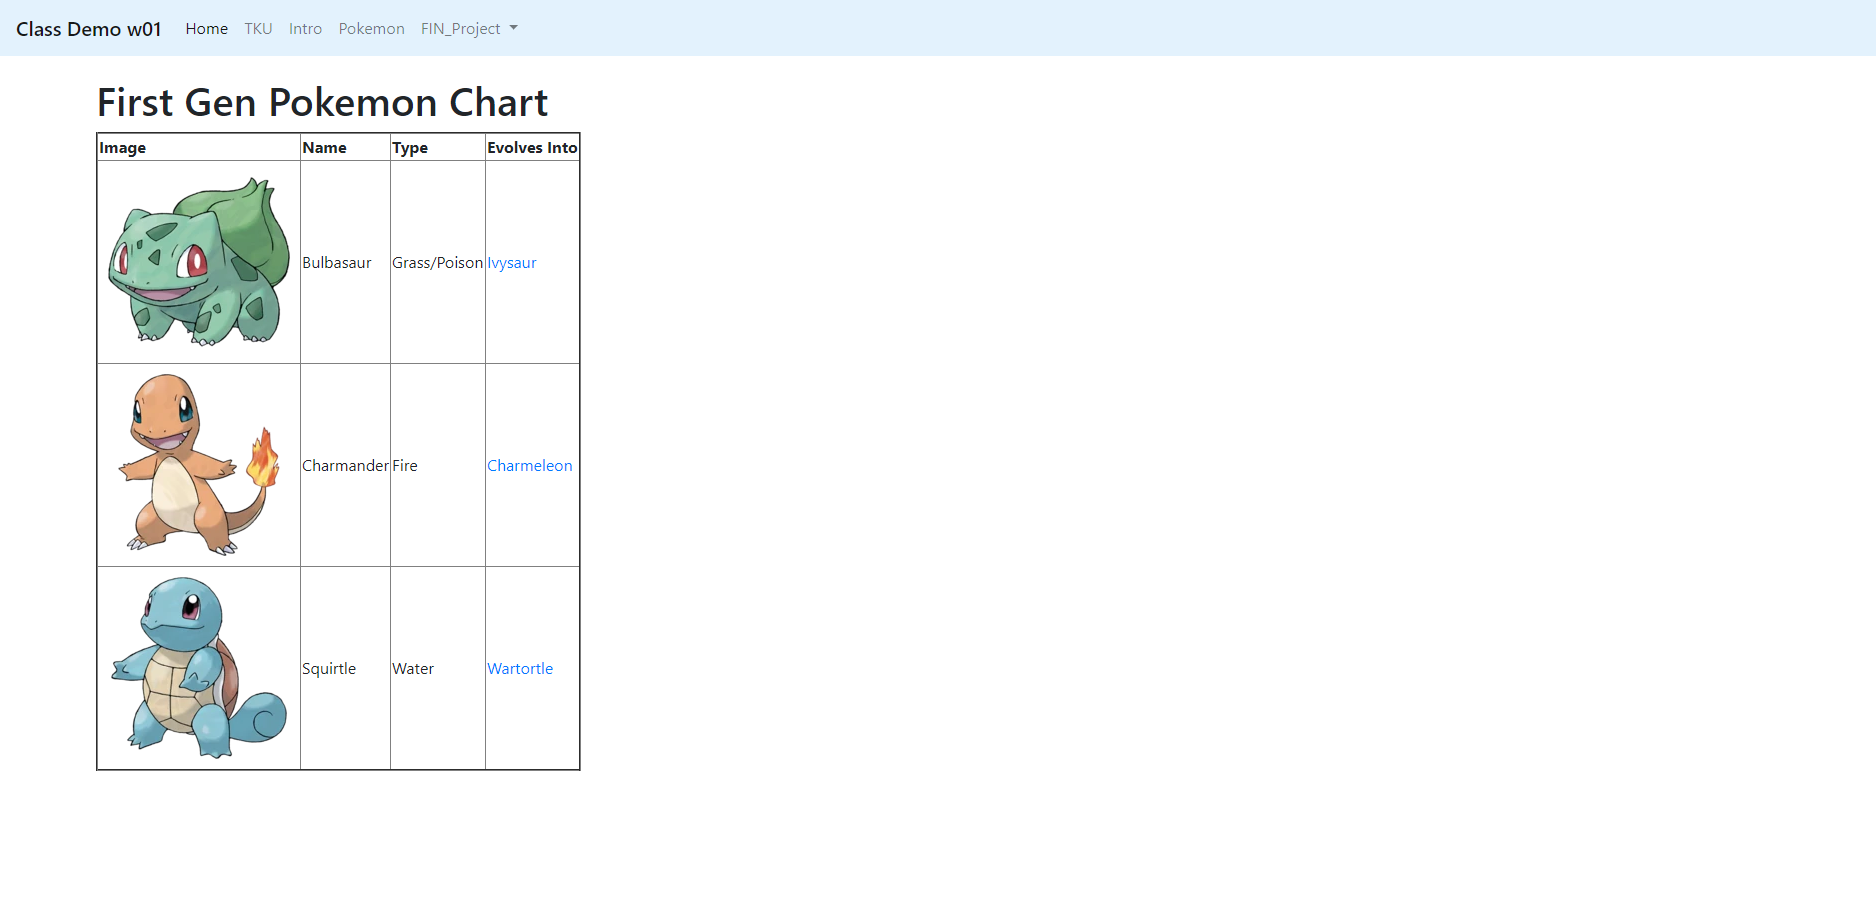 Class Demo w01 Home TKU Intro Pokemon FIN_Project
First Gen Pokemon Chart
Image Name Type Evolves Into
Bulbasaur Grass/Poison Ivysaur
Charmander Fire Charmeleon
Squirtle Water Wartortle